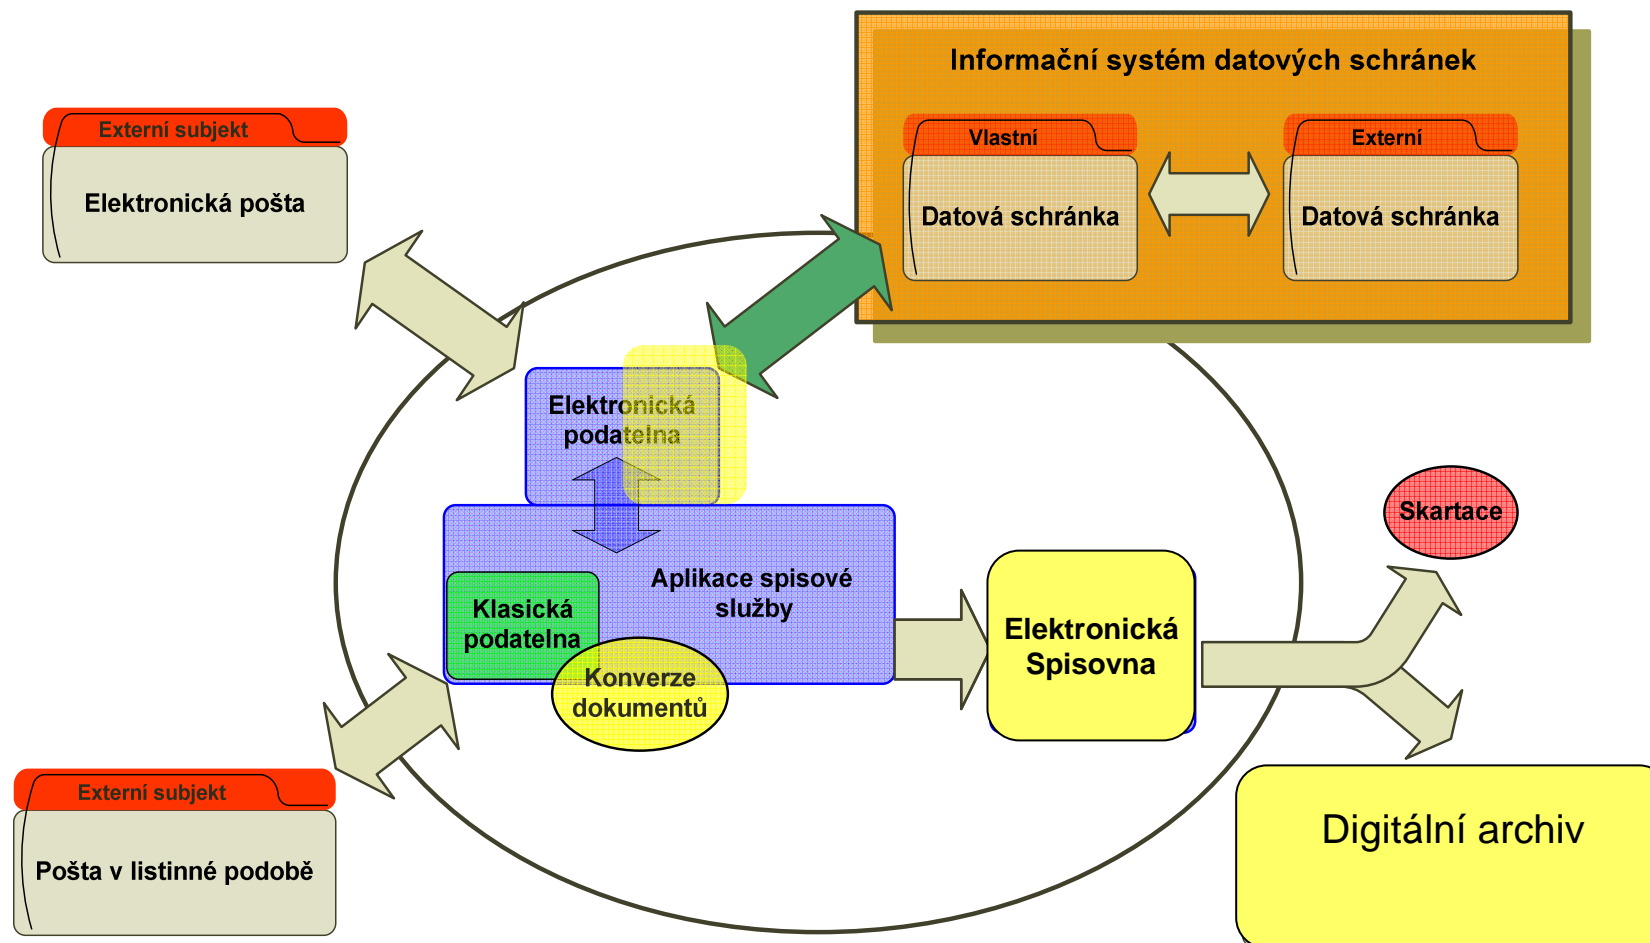 Informační systém datových schránek
Externí subjekt
Elektronická pošta
Vlastní
Datová schránka
Externí
Datová schránka
Elektronická
podatelna
Aplikace spisové
služby
Klasická
podatelna
Konverze
dokumentů
Elektronická
Spisovna
Skartace
Externí subjekt
Pošta v listinné podobě
Digitální archiv